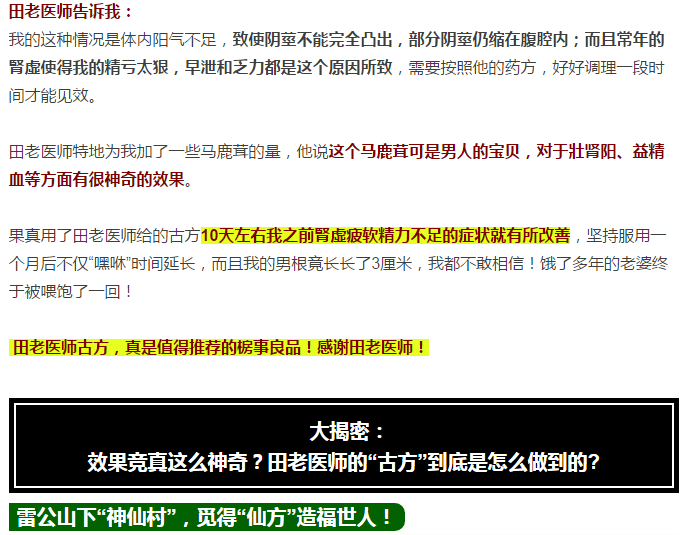 田老医师告诉我：
我的这种情况是体内阳气不足，致使阴莖不能完全凸出，部分阴莖仍缩在腹腔内；而且常年的
腎虚使得我的精亏太狠，早泄和乏力都是这个原因所致，需要按照他的药方，好好调理一段时
间才能见效。
田老医师特地为我加了一些马鹿茸的量，他说这个马鹿茸可是男人的宝贝，对于壯肾阳、益精
血等方面有很神奇的效果。
果真用了田老医师给的古方10天左右我之前腎虚疲软精力不足的症状就有所改善，坚持服用一
个月后不仅“嘿咻”时间延长，而且我的男根竟长长了3厘米，我都不敢相信！饿了多年的老婆终
于被喂饱了一回！
田老医师古方，真是值得推荐的榜事良品！感谢田老医师！
大揭密：
效果竞真这么神奇？田老医师的“古方”到底是怎么做到的?
雷公山下“神仙村”，觅得“仙方”造福世人！